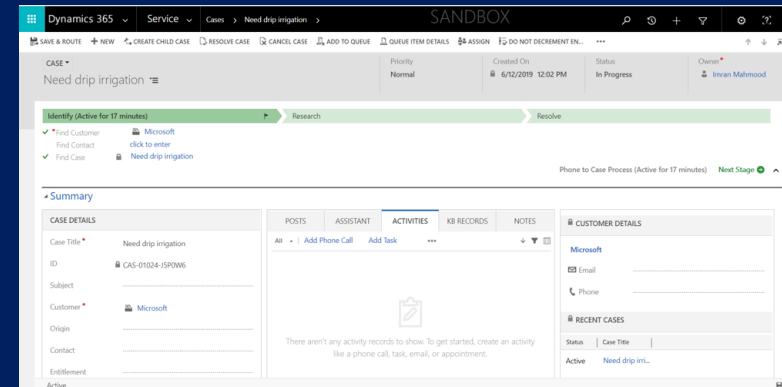 Dynamics 365 Service Cases > Need drip irrigation > SANDBOX
SAVE & ROUTE + NEW CREATE CHILD CASE RESOLVE CASE CANCEL CASE ADD TO QUEUE QUEUE ITEM DETAILS ASSIGN DO NOT DECREMENT EN... •••
CASE
Need drip irrigation
Priority
Normal
Created On
6/12/2019 12:02 PM
Status
In Progress
Owner*
Imran Mahmood
Identify (Active for 17 minutes) Research Resolve
✓ *Find Customer Microsoft
Find Contact click to enter
✓ Find Case Need drip irrigation
Phone to Case Process (Active for 17 minutes) Next Stage
Summary
CASE DETAILS
Case Title* Need drip irrigation
ID CAS-01024-J5P0W6
Subject
Customer* Microsoft
Origin
Contact
Entitlement
POSTS ASSISTANT ACTIVITIES KB RECORDS NOTES
All | Add Phone Call Add Task •••
There aren't any activity records to show. To get started, create an activity
like a phone call, task, email, or appointment.
CUSTOMER DETAILS
Microsoft
Email
Phone
RECENT CASES
Status | Case Title |
Active Need drip irri...
Active